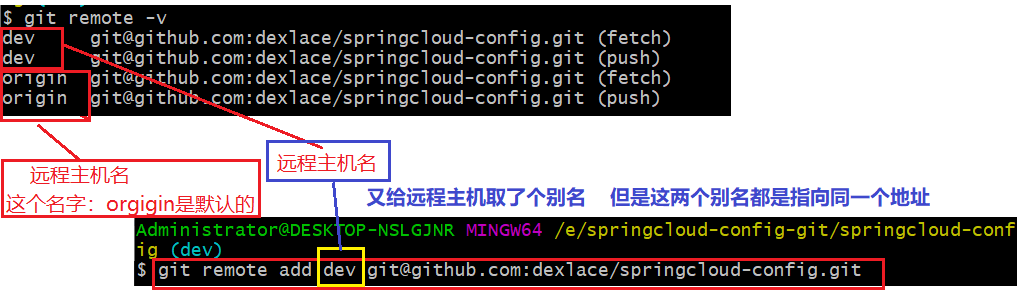 $ git remote -v
dev git@github.com:dexlace/springcloud-config.git (fetch)
dev git@github.com:dexlace/springcloud-config.git (push)
origin git@github.com:dexlace/springcloud-config.git (fetch)
origin git@github.com:dexlace/springcloud-config.git (push)
远程主机名
远程主机名
这个名字：orgigin是默认的
又给远程主机取了个别名 但是这两个别名都是指向同一个地址
Administrator@DESKTOP-NSLGJNR MINGW64 /e/springcloud-config-git/springcloud-conf
ig (dev)
$ git remote add dev git@github.com:dexlace/springcloud-config.git